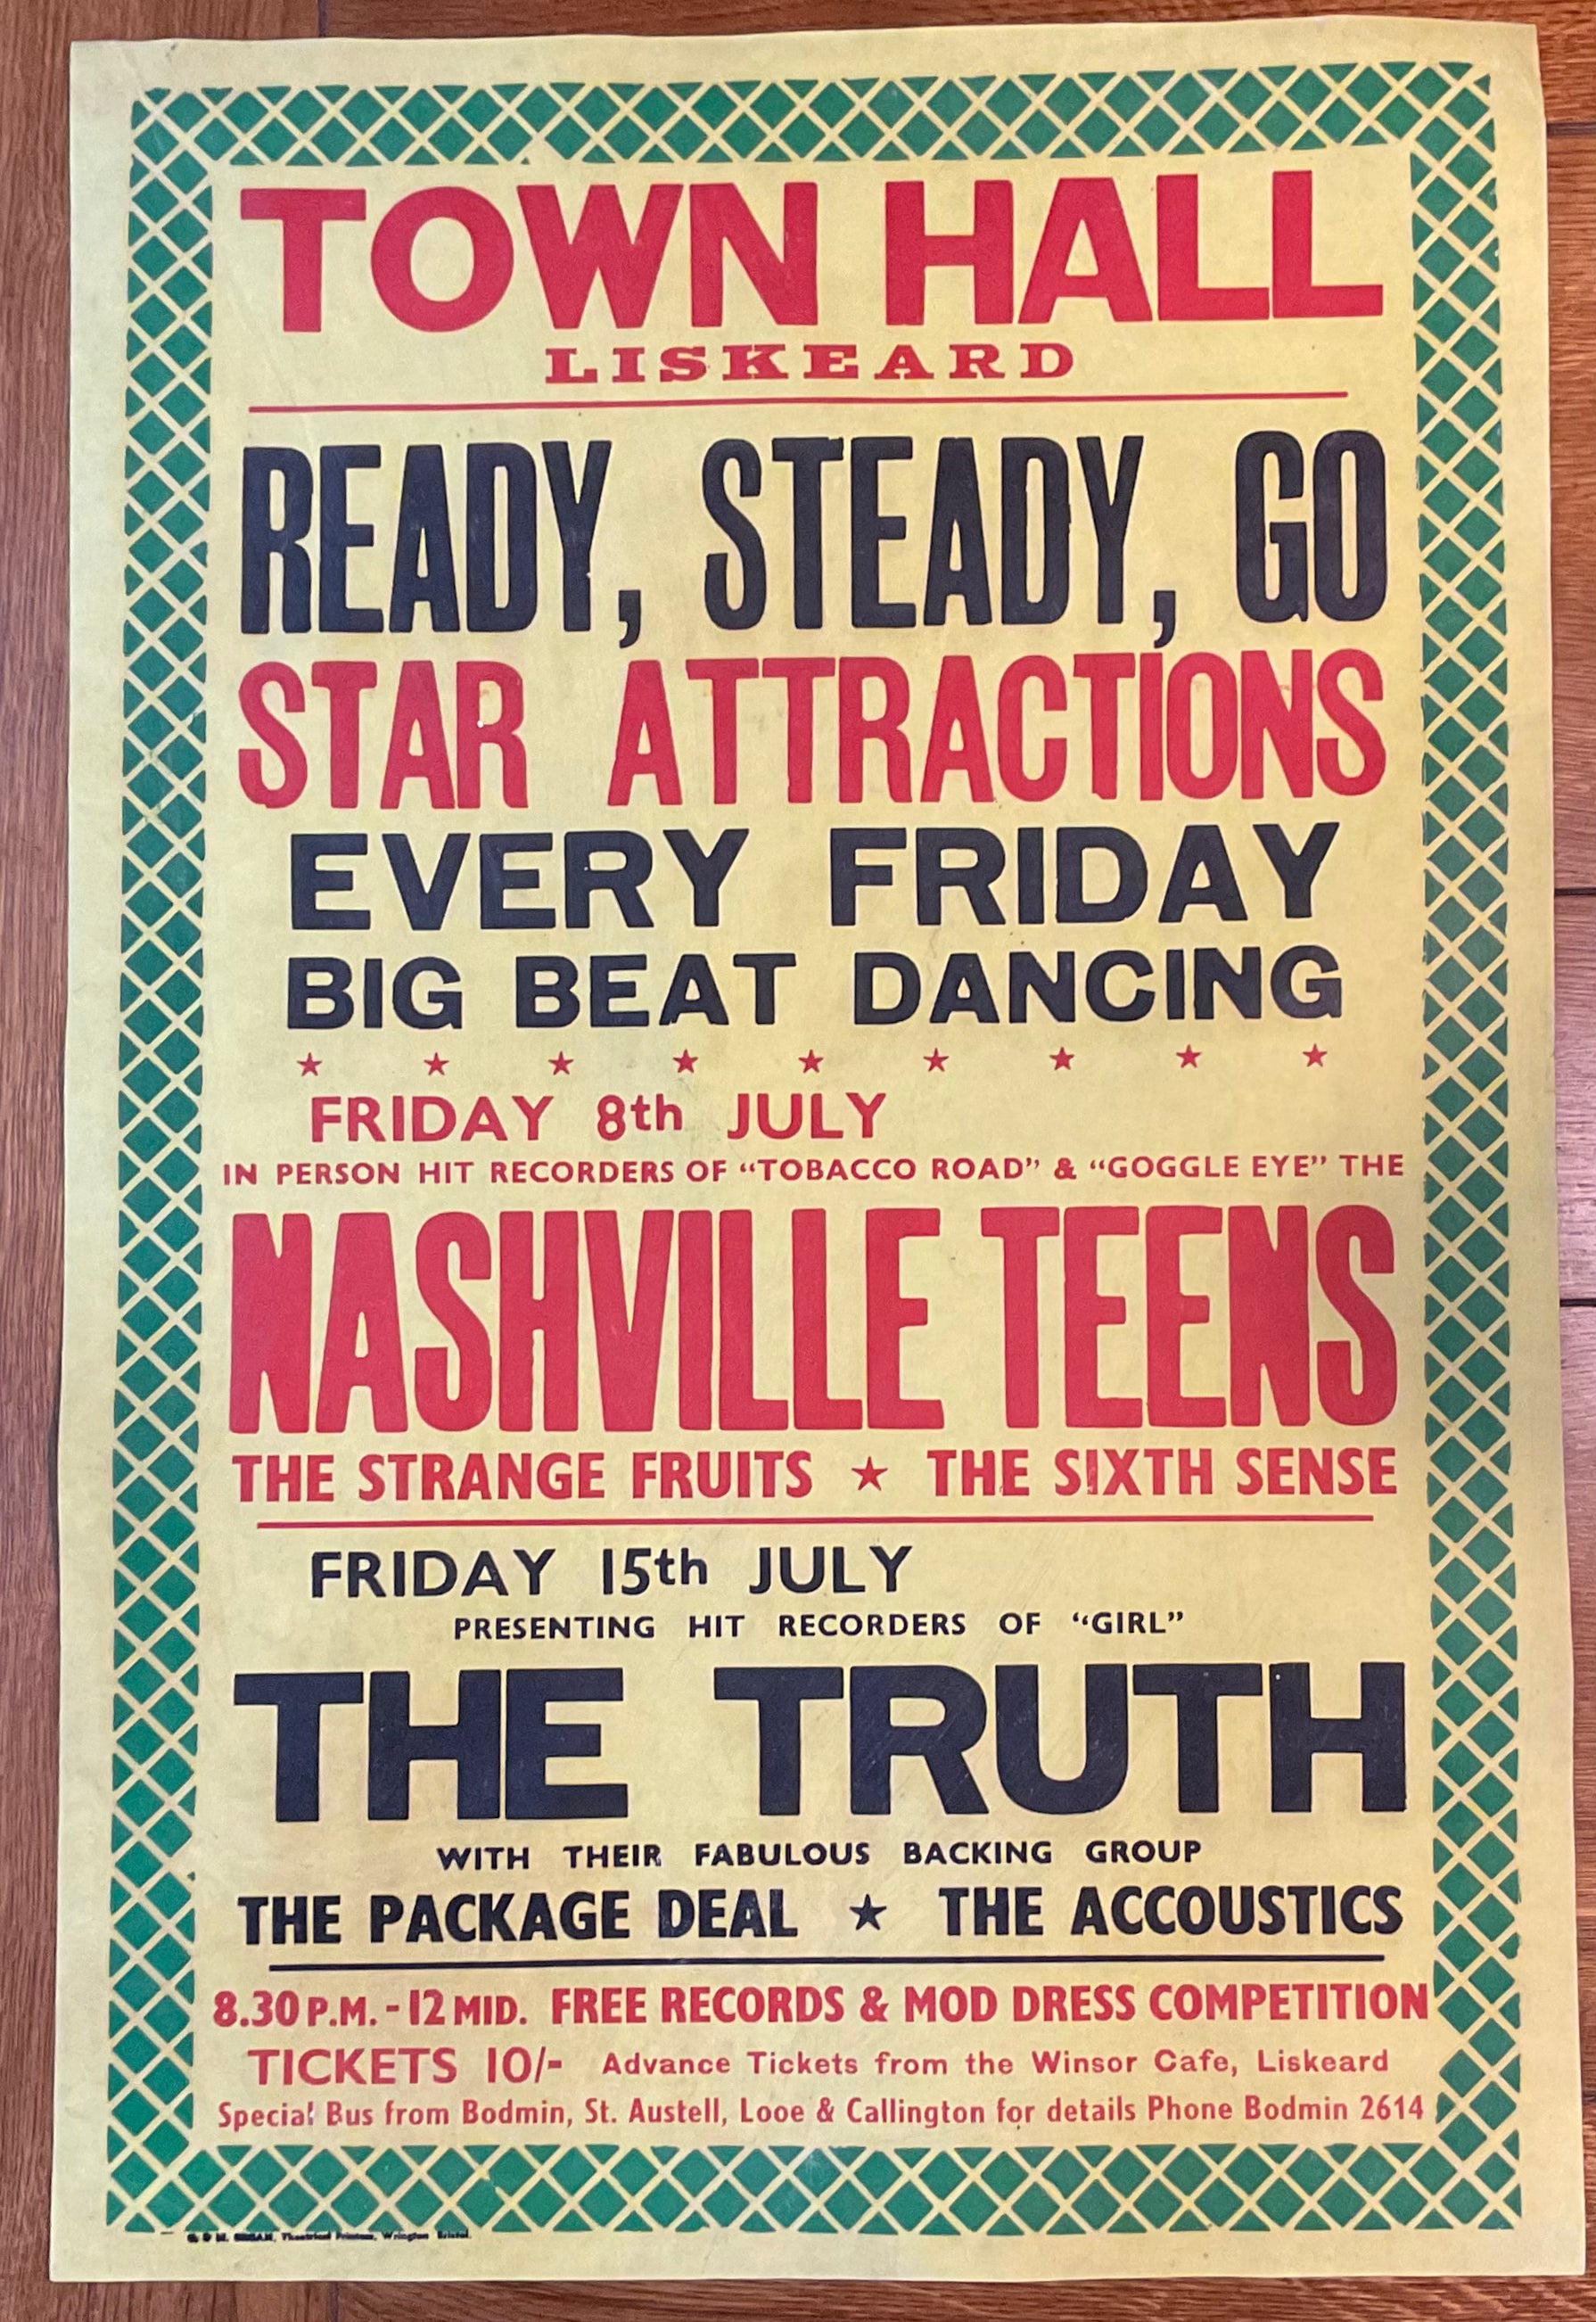 TOWN HALL
LISKEARD
READY, STEADY, GO
STAR ATTRACTIONS
EVERY FRIDAY
BIG BEAT DANCING
FRIDAY 8th JULY
IN PERSON HIT RECORDERS OF “TOBACCO ROAD” & “GOGGLE EYE” THE
NASHVILLE TEENS
THE STRANGE FRUITS ★ THE SIXTH SENSE
FRIDAY 15th JULY
PRESENTING HIT RECORDERS OF “GIRL”
THE TRUTH
WITH THEIR FABULOUS BACKING GROUP
THE PACKAGE DEAL ★ THE ACCOUSTICS
8.30 P.M. - 12 MID. FREE RECORDS & MOD DRESS COMPETITION
TICKETS 10/- Advance Tickets from the Winsor Cafe, Liskeard
Special Bus from Bodmin, St. Austell, Looe & Callington for details Phone Bodmin 2614
Theatrical Printers, Wrington Bristol.